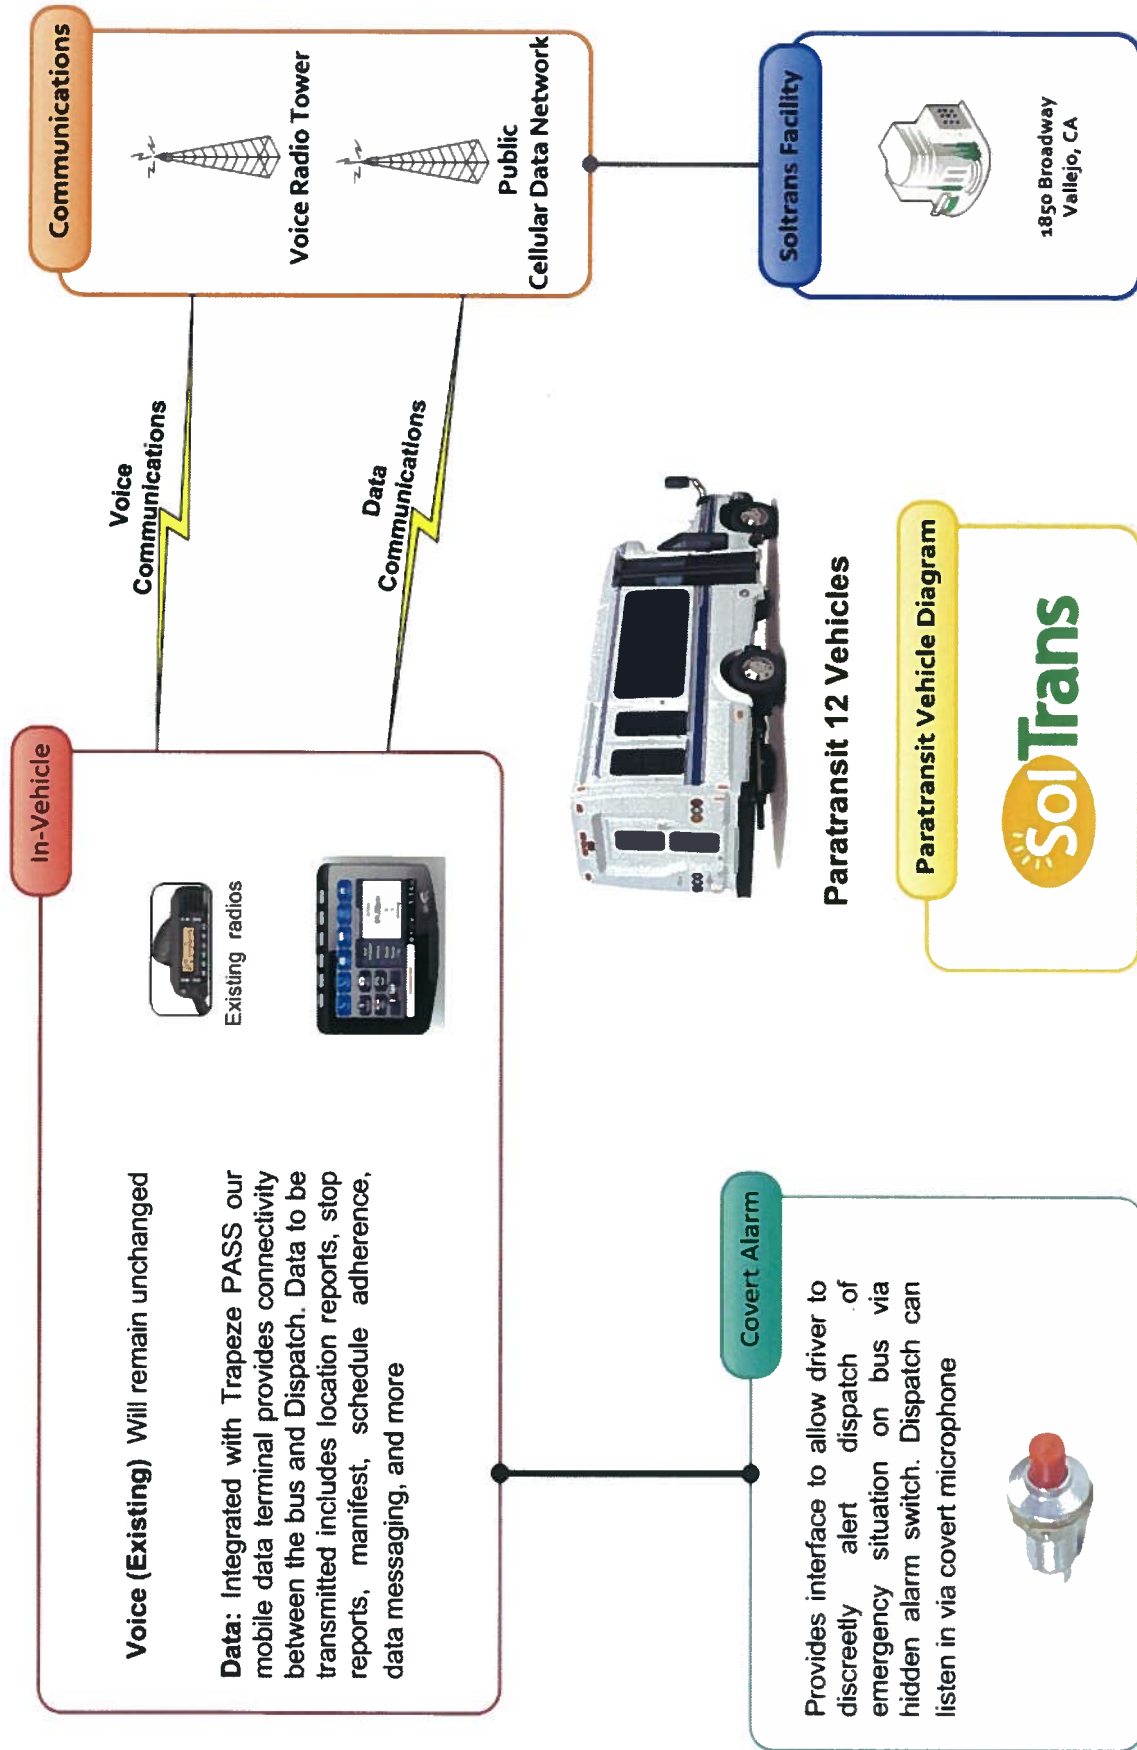 In-Vehicle
Voice (Existing) Will remain unchanged
Existing radios
Data: Integrated with Trapeze PASS our
mobile data terminal provides connectivity
between the bus and Dispatch. Data to be
transmitted includes location reports, stop
reports, manifest, schedule adherence,
data messaging, and more
Voice
Communications
Data
Communications
Communications
Voice Radio Tower
Public
Cellular Data Network
Covert Alarm
Provides interface to allow driver to
discreetly alert dispatch of
emergency situation on bus via
hidden alarm switch. Dispatch can
listen in via covert microphone
Paratransit 12 Vehicles
Paratransit Vehicle Diagram
SolTrans
Soltrans Facility
1850 Broadway
Vallejo, CA